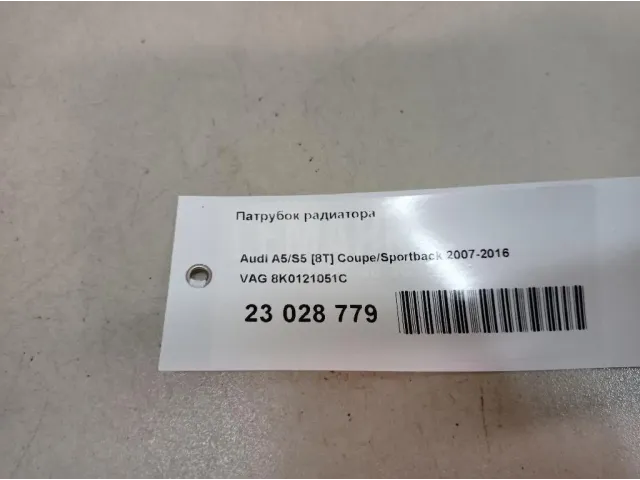 Патрубок радиатора
Audi A5/S5 [8T] Coupe/Sportback 2007-2016
VAG 8K0121051C
23 028 779